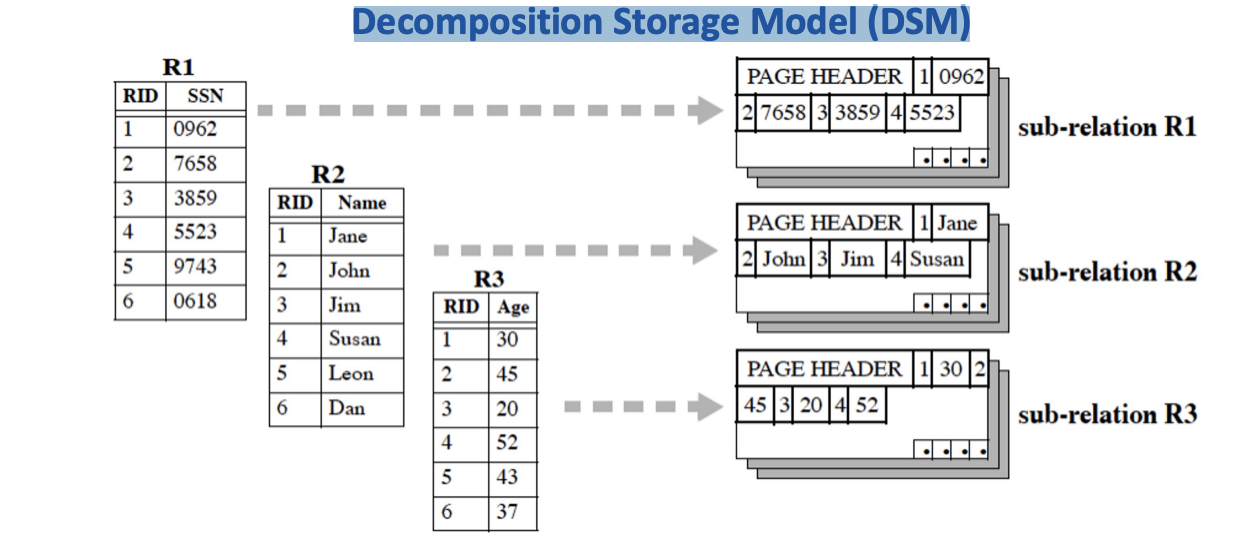 Decomposition Storage Model (DSM)
R1
RID SSN
1 0962
2 7658
3 3859
4 5523
5 9743
6 0618
R2
RID Name
1 Jane
2 John
3 Jim
4 Susan
5 Leon
6 Dan
R3
RID Age
1 30
2 45
3 20
4 52
5 43
6 37
PAGE HEADER 1 0962
2 7658 3 3859 4 5523
sub-relation R1
PAGE HEADER 1 Jane
2 John 3 Jim 4 Susan
sub-relation R2
PAGE HEADER 1 30 2
45 3 20 4 52
sub-relation R3